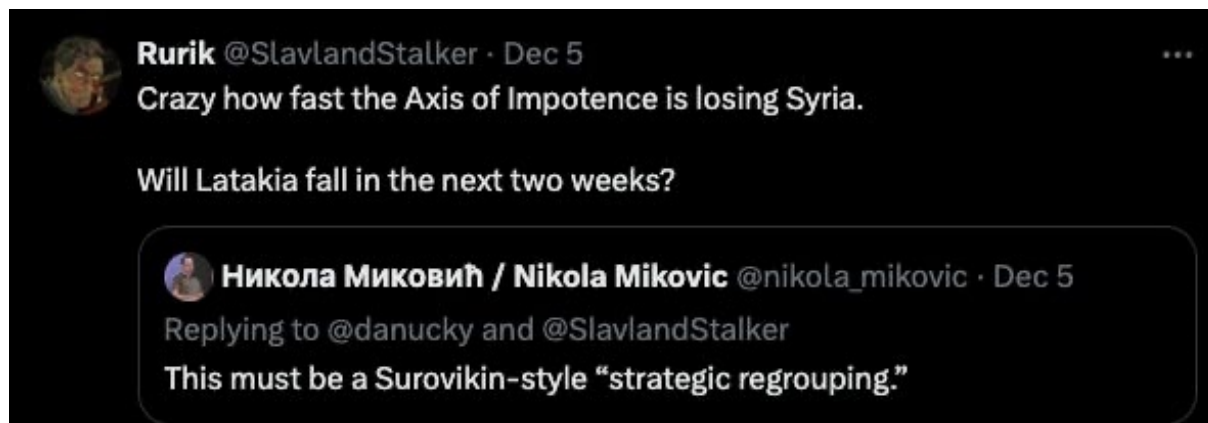 Rurik @SlavlandStalker · Dec 5
Crazy how fast the Axis of Impotence is losing Syria.
Will Latakia fall in the next two weeks?
Никола Миковић / Nikola Mikovic @nikola_mikovic · Dec 5
Replying to @danucky and @SlavlandStalker
This must be a Surovikin-style “strategic regrouping.”